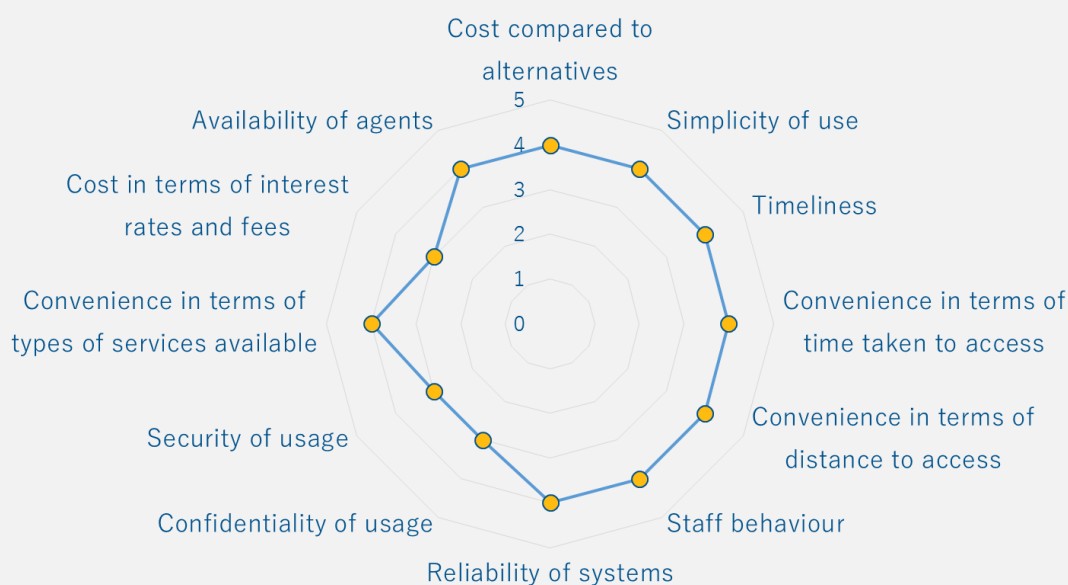 Cost compared to
alternatives
Simplicity of use
Timeliness
Convenience in terms of
time taken to access
Convenience in terms of
distance to access
Staff behaviour
Reliability of systems
Confidentiality of usage
Security of usage
Convenience in terms of
types of services available
Cost in terms of interest
rates and fees
Availability of agents
5
4
3
2
1
0